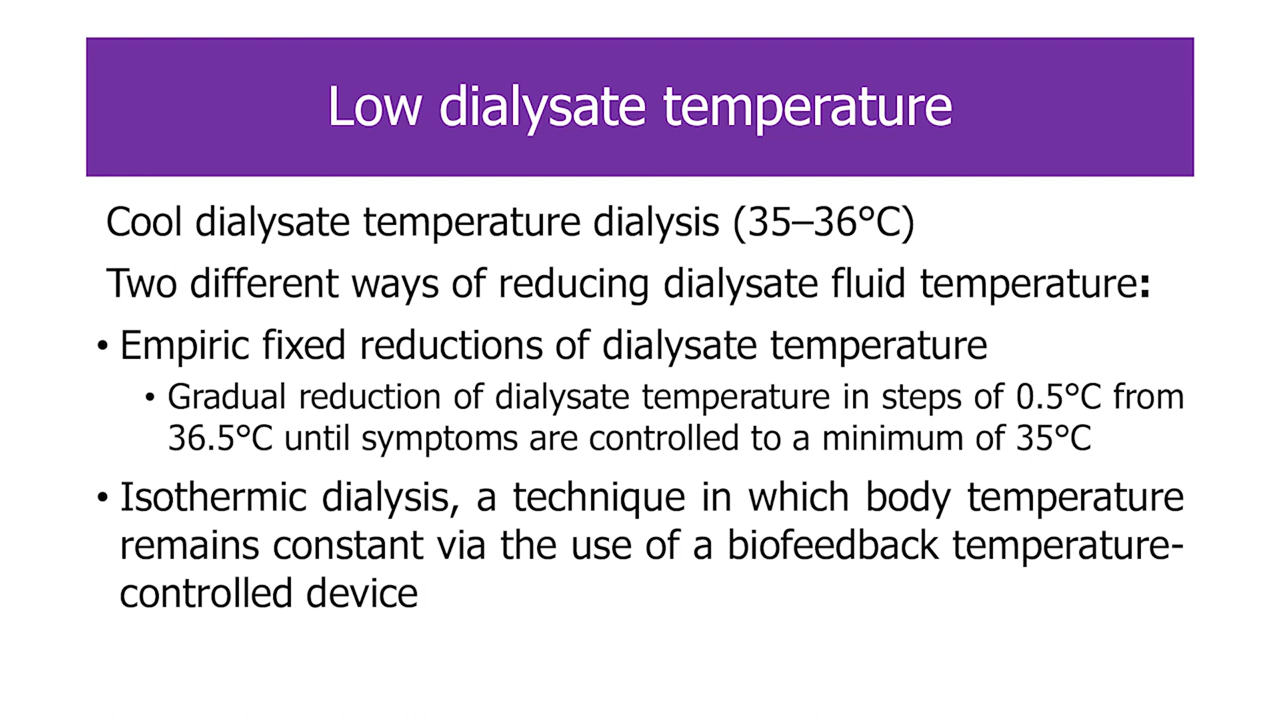 Low dialysate temperature
Cool dialysate temperature dialysis (35–36°C)
Two different ways of reducing dialysate fluid temperature:
• Empiric fixed reductions of dialysate temperature
• Gradual reduction of dialysate temperature in steps of 0.5°C from
36.5°C until symptoms are controlled to a minimum of 35°C
• Isothermic dialysis, a technique in which body temperature
remains constant via the use of a biofeedback temperature-
controlled device